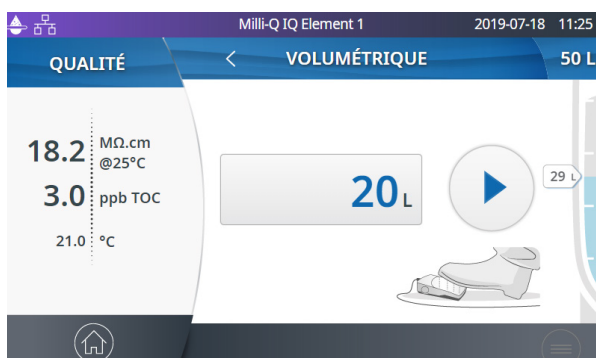 Milli-Q IQ Element 1 2019-07-18 11:25
QUALITÉ VOLUMÉTRIQUE 50 L
18.2 MΩ.cm
@25°C
3.0 ppb TOC
21.0 °C
20 L
29 L